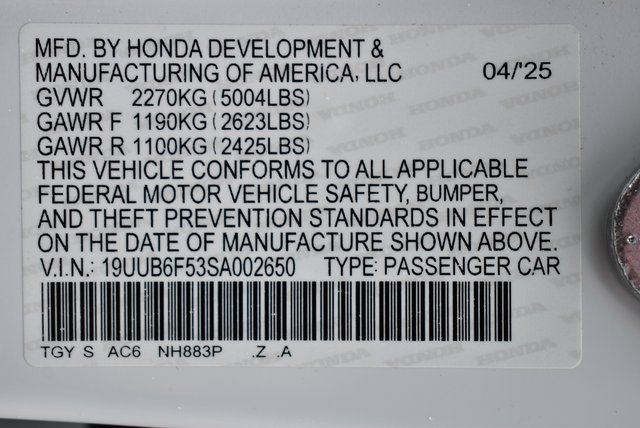 MFD. BY HONDA DEVELOPMENT &
MANUFACTURING OF AMERICA, LLC 04/'25
GVWR 2270KG (5004LBS)
GAWR F 1190KG (2623LBS)
GAWR R 1100KG (2425LBS)
THIS VEHICLE CONFORMS TO ALL APPLICABLE
FEDERAL MOTOR VEHICLE SAFETY, BUMPER,
AND THEFT PREVENTION STANDARDS IN EFFECT
ON THE DATE OF MANUFACTURE SHOWN ABOVE.
V.I.N.: 19UUB6F53SA002650 TYPE: PASSENGER CAR
TGY S AC6 NH883P .Z .A